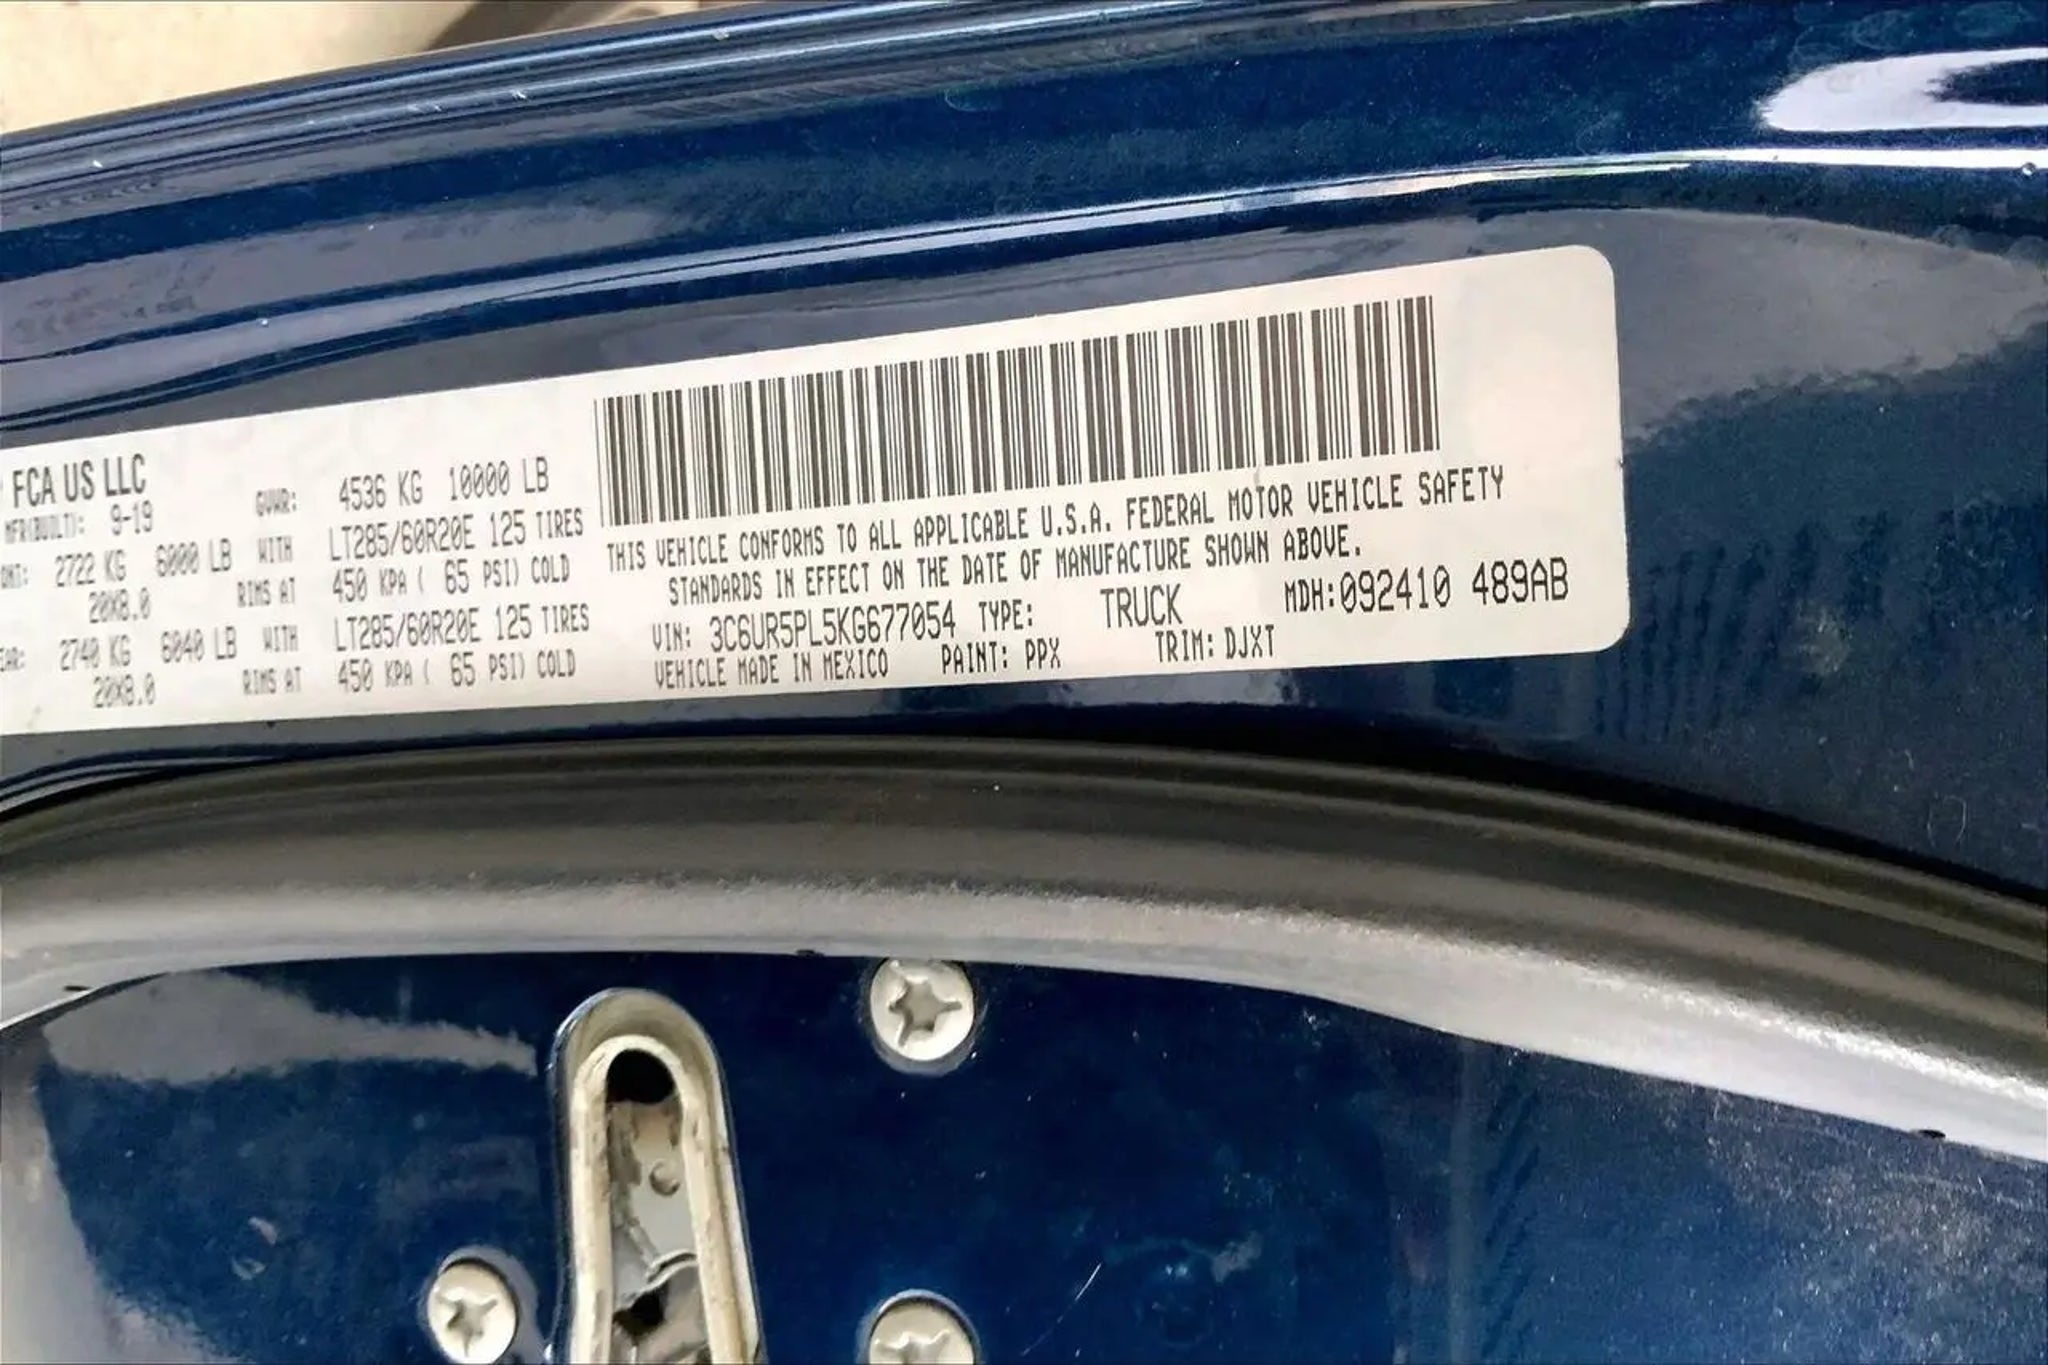 FCA US LLC
MFR(BUILT): 9-19
GVWR: 4536 KG 10000 LB
2722 KG 6000 LB WITH LT285/60R20E 125 TIRES
20X8.0 RIMS AT 450 KPA ( 65 PSI) COLD
2740 KG 6040 LB WITH LT285/60R20E 125 TIRES
20X8.0 RIMS AT 450 KPA ( 65 PSI) COLD
THIS VEHICLE CONFORMS TO ALL APPLICABLE U.S.A. FEDERAL MOTOR VEHICLE SAFETY
STANDARDS IN EFFECT ON THE DATE OF MANUFACTURE SHOWN ABOVE.
VIN: 3C6UR5PL5KG677054 TYPE: TRUCK MDH:092410 489AB
VEHICLE MADE IN MEXICO PAINT: PPX TRIM: DJXT